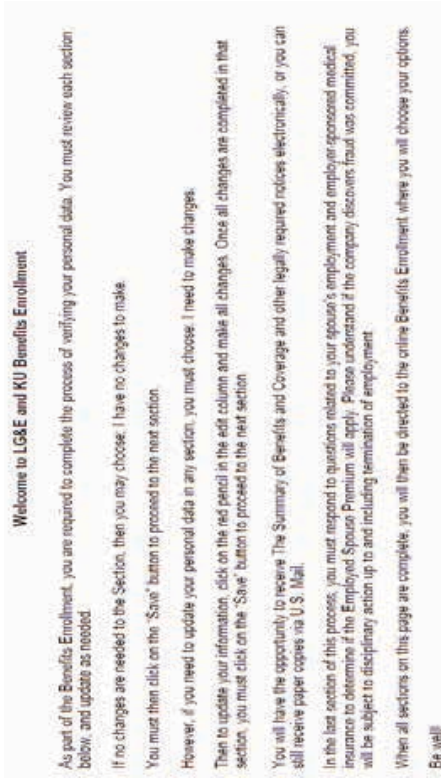 Welcome to LG&E and KU Benefits Enrollment
As part of the Benefits Enrollment, you are required to complete the process of verifying your personal data. You must review each section
below, and update as needed.
If no changes are needed to the Section, then you may choose: I have no changes to make.
You must then click on the "Save" button to proceed to the next section.
However, if you need to update your personal data in any section, you must choose: I need to make changes.
Then to update your information, click on the red pencil in the edit column and make all changes. Once all changes are completed in that
section, you must click on the "Save" button to proceed to the next section
You will have the opportunity to receive The Summary of Benefits and Coverage and other legally required notices electronically, or you can
still receive paper copies via U.S. Mail.
In the last section of this process, you must respond to questions related to your spouse's employment and employer-sponsored medical
insurance to determine if the Employed Spouse Premium will apply. Please understand if the company discovers fraud was committed, you
will be subject to disciplinary action up to and including termination of employment
When all sections on this page are complete, you will then be directed to the online Benefits Enrollment where you will choose your options.
Be well!